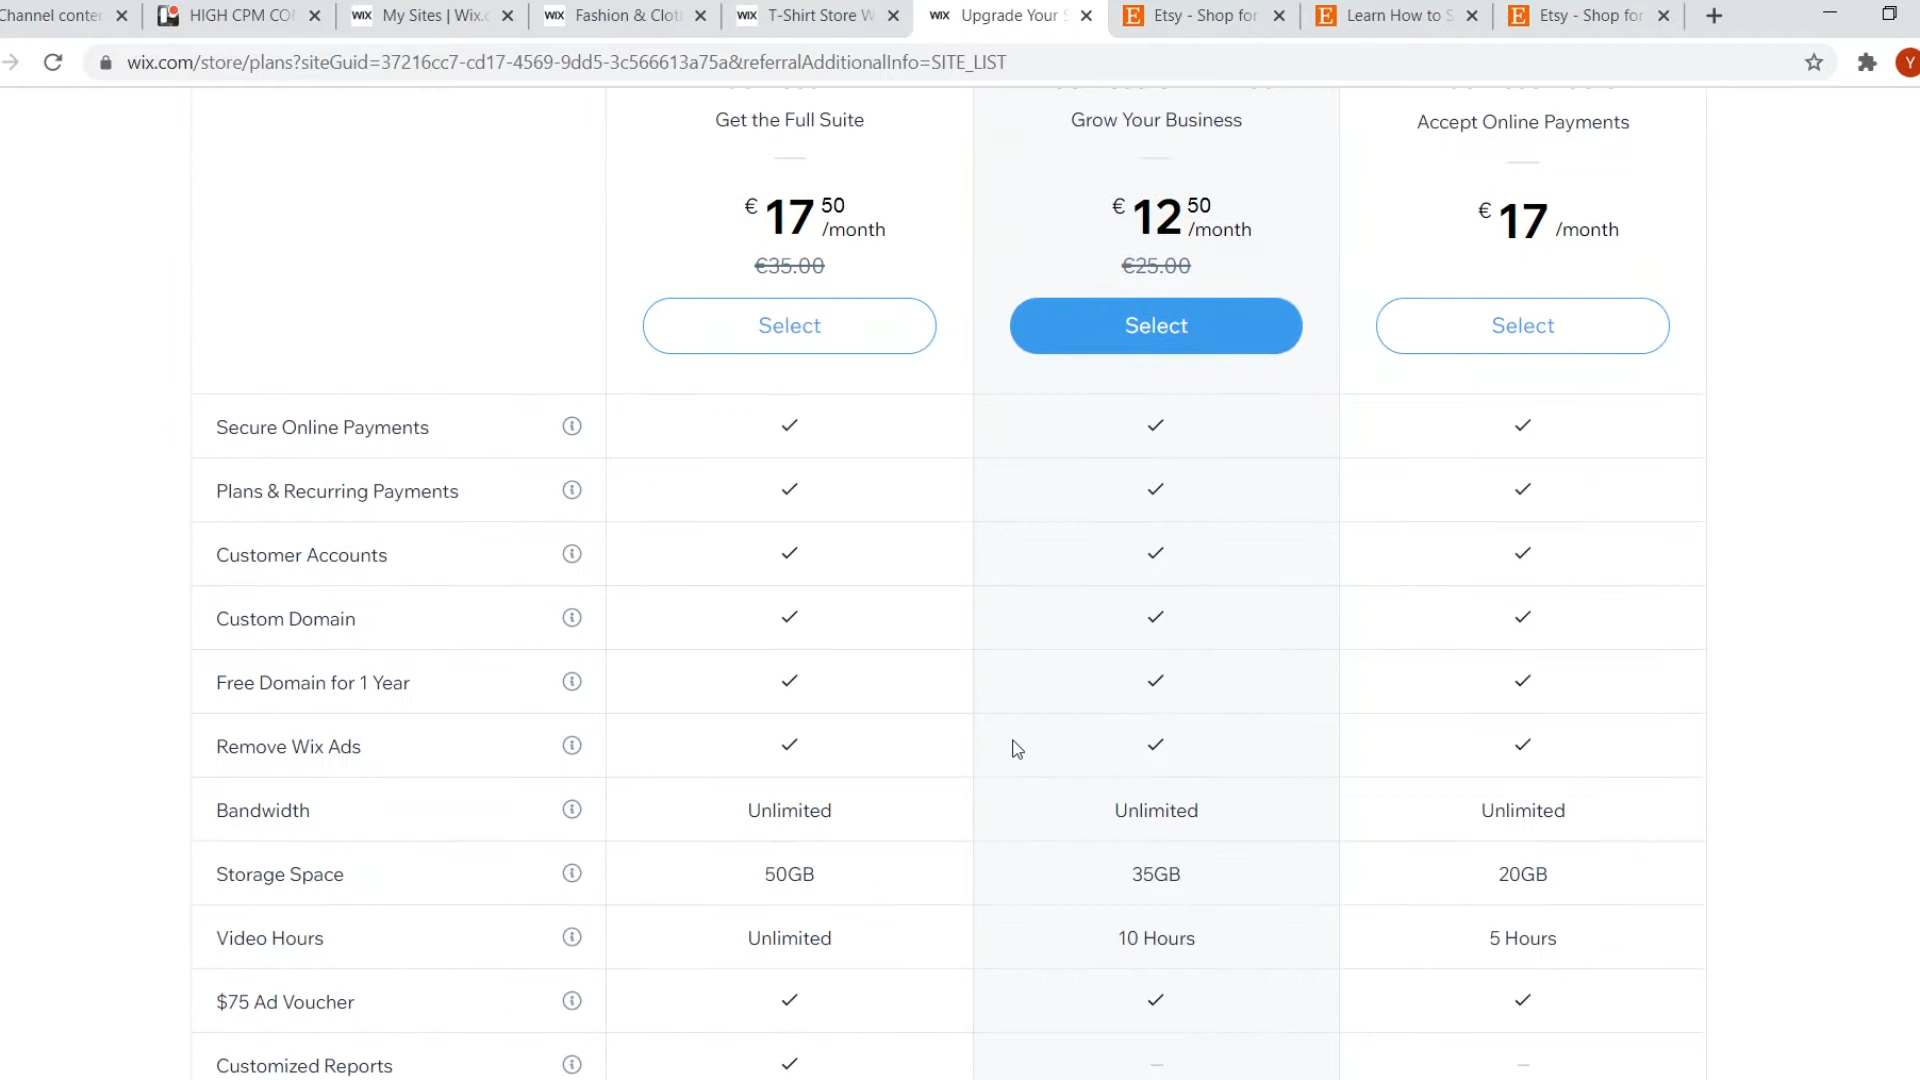 Channel conte
HIGH CPM CO
WIX My Sites | Wix.c
WIX Fashion & Clot
WIX T-Shirt Store W
WIX Upgrade Your S
E Etsy - Shop for
E Learn How to S
E Etsy - Shop for
wix.com/store/plans?siteGuid=37216cc7-cd17-4569-9dd5-3c566613a75a&referralAdditionalInfo=SITE_LIST
Y
Get the Full Suite
Grow Your Business
Accept Online Payments
€ 17 50 /month
€ 12 50 /month
€ 17 /month
€35.00
€25.00
Select
Select
Select
Secure Online Payments
Plans & Recurring Payments
Customer Accounts
Custom Domain
Free Domain for 1 Year
Remove Wix Ads
Bandwidth Unlimited Unlimited Unlimited
Storage Space 50GB 35GB 20GB
Video Hours Unlimited 10 Hours 5 Hours
$75 Ad Voucher
Customized Reports